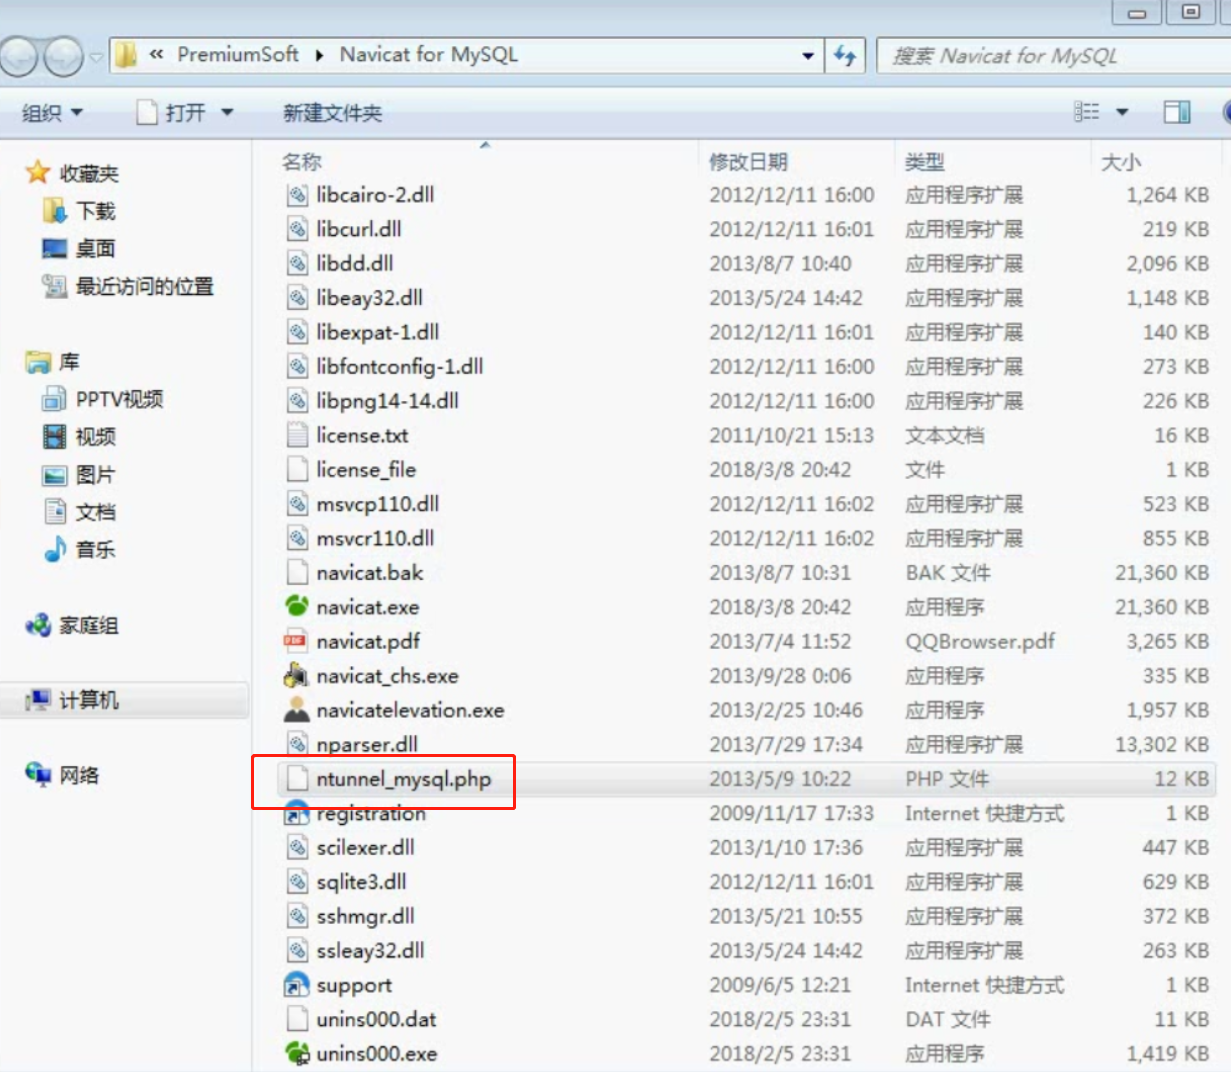 « PremiumSoft ▸ Navicat for MySQL
搜索 Navicat for MySQL
组织
打开
新建文件夹
收藏夹
下载
桌面
最近访问的位置
库
PPTV视频
视频
图片
文档
音乐
家庭组
计算机
网络
名称 修改日期 类型 大小
libcairo-2.dll 2012/12/11 16:00 应用程序扩展 1,264 KB
libcurl.dll 2012/12/11 16:01 应用程序扩展 219 KB
libdd.dll 2013/8/7 10:40 应用程序扩展 2,096 KB
libeay32.dll 2013/5/24 14:42 应用程序扩展 1,148 KB
libexpat-1.dll 2012/12/11 16:01 应用程序扩展 140 KB
libfontconfig-1.dll 2012/12/11 16:00 应用程序扩展 273 KB
libpng14-14.dll 2012/12/11 16:00 应用程序扩展 226 KB
license.txt 2011/10/21 15:13 文本文档 16 KB
license_file 2018/3/8 20:42 文件 1 KB
msvcp110.dll 2012/12/11 16:02 应用程序扩展 523 KB
msvcr110.dll 2012/12/11 16:02 应用程序扩展 855 KB
navicat.bak 2013/8/7 10:31 BAK 文件 21,360 KB
navicat.exe 2018/3/8 20:42 应用程序 21,360 KB
navicat.pdf 2013/7/4 11:52 QQBrowser.pdf 3,265 KB
navicat_chs.exe 2013/9/28 0:06 应用程序 335 KB
navicatelevation.exe 2013/2/25 10:46 应用程序 1,957 KB
nparser.dll 2013/7/29 17:34 应用程序扩展 13,302 KB
ntunnel_mysql.php 2013/5/9 10:22 PHP 文件 12 KB
registration 2009/11/17 17:33 Internet 快捷方式 1 KB
scilexer.dll 2013/1/10 17:36 应用程序扩展 447 KB
sqlite3.dll 2012/12/11 16:01 应用程序扩展 629 KB
sshmgr.dll 2013/5/21 10:55 应用程序扩展 372 KB
ssleay32.dll 2013/5/24 14:42 应用程序扩展 263 KB
support 2009/6/5 12:21 Internet 快捷方式 1 KB
unins000.dat 2018/2/5 23:31 DAT 文件 11 KB
unins000.exe 2018/2/5 23:31 应用程序 1,419 KB